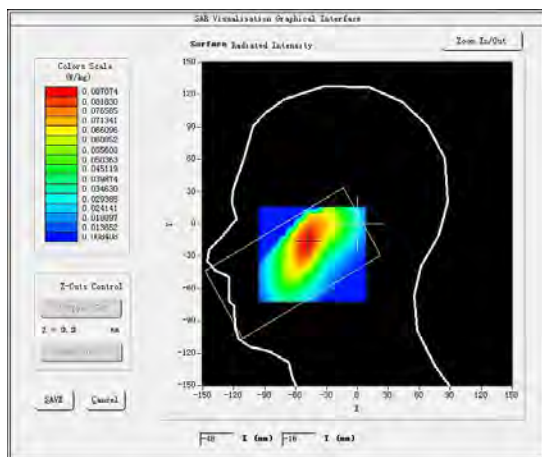 SAR Visualisation Graphical Interface
Surface Radiated Intensity
Zoom In/Out
Colors Scale
(W/kg)
0.087074
0.081830
0.076585
0.071341
0.066096
0.060852
0.055608
0.050363
0.045119
0.039874
0.034630
0.029385
0.024141
0.018897
0.013652
0.008408
150
120
90
60
30
0
-30
-60
-90
-120
-150
Y
-150 -120 -90 -60 -30 0 30 60 90 120 150
X
Z-Cuts Control
mm
SAVE Cancel
-48 X (mm) -16 Y (mm)